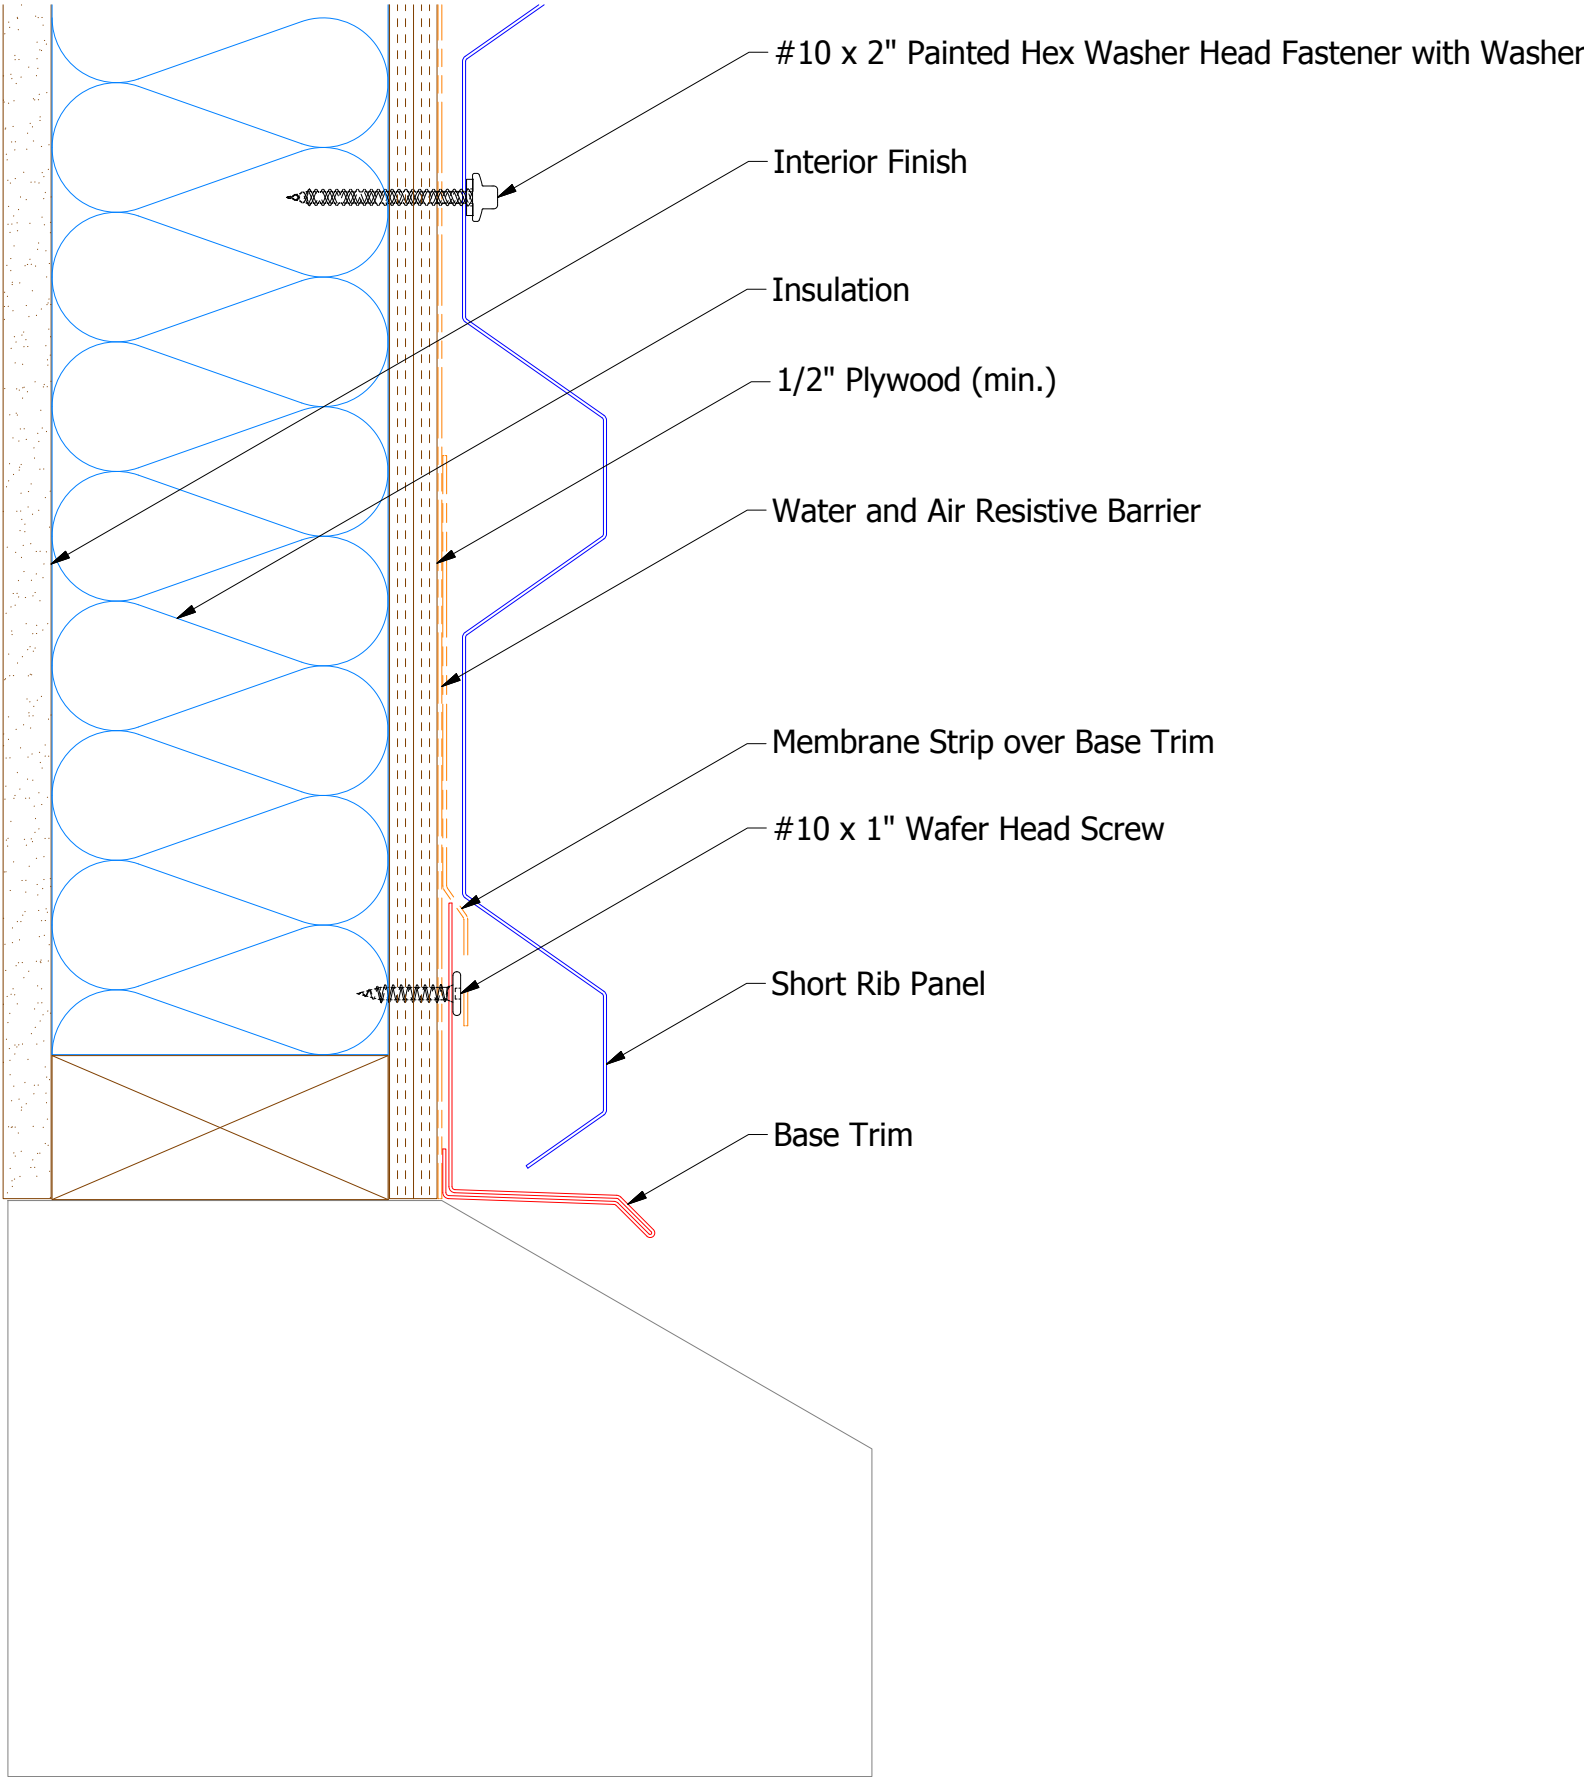 #10 x 2" Painted Hex Washer Head Fastener with Washer
Interior Finish
Insulation
1/2" Plywood (min.)
Water and Air Resistive Barrier
Membrane Strip over Base Trim
#10 x 1" Wafer Head Screw
Short Rib Panel
Base Trim